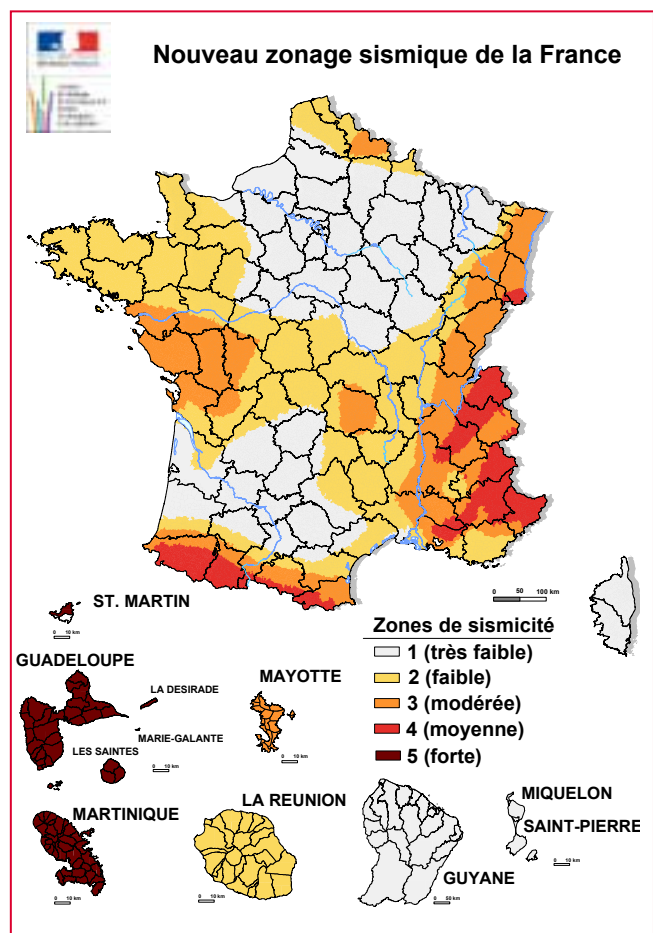 Nouveau zonage sismique de la France
0 50 100 km
ST. MARTIN
0 10 km
Zones de sismicité
1 (très faible)
2 (faible)
3 (modérée)
4 (moyenne)
5 (forte)
GUADELOUPE
LA DESIRADE
MARIE-GALANTE
LES SAINTES
0 10 km
MAYOTTE
0 10 km
MARTINIQUE
0 10 km
LA REUNION
0 10 km
GUYANE
0 50 km
MIQUELON
SAINT-PIERRE
0 10 km